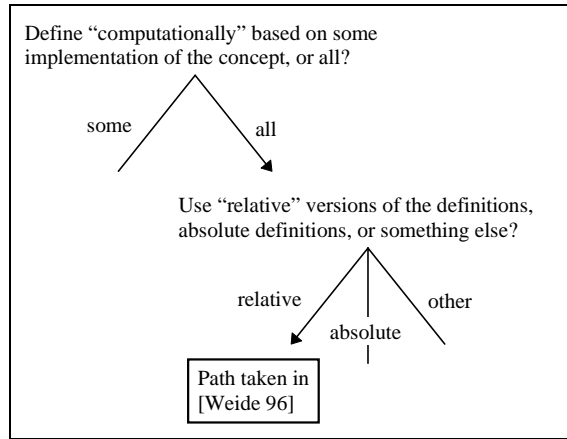 Define “computationally” based on some
implementation of the concept, or all?
some
all
Use “relative” versions of the definitions,
absolute definitions, or something else?
relative
other
absolute
Path taken in
[Weide 96]